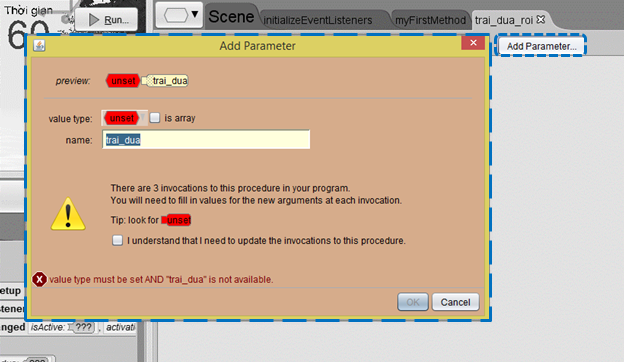 Thời gian
60
Run...
Scene
initializeEventListeners
myFirstMethod
trai_dua_roi
Add Parameter...
Add Parameter
preview: unset trai_dua
value type: unset is array
name: trai_dua
There are 3 invocations to this procedure in your program.
You will need to fill in values for the new arguments at each invocation.
Tip: look for unset
I understand that I need to update the invocations to this procedure.
value type must be set AND "trai_dua" is not available.
OK
Cancel
etup
stener
anged isActive: ??? , activati
???